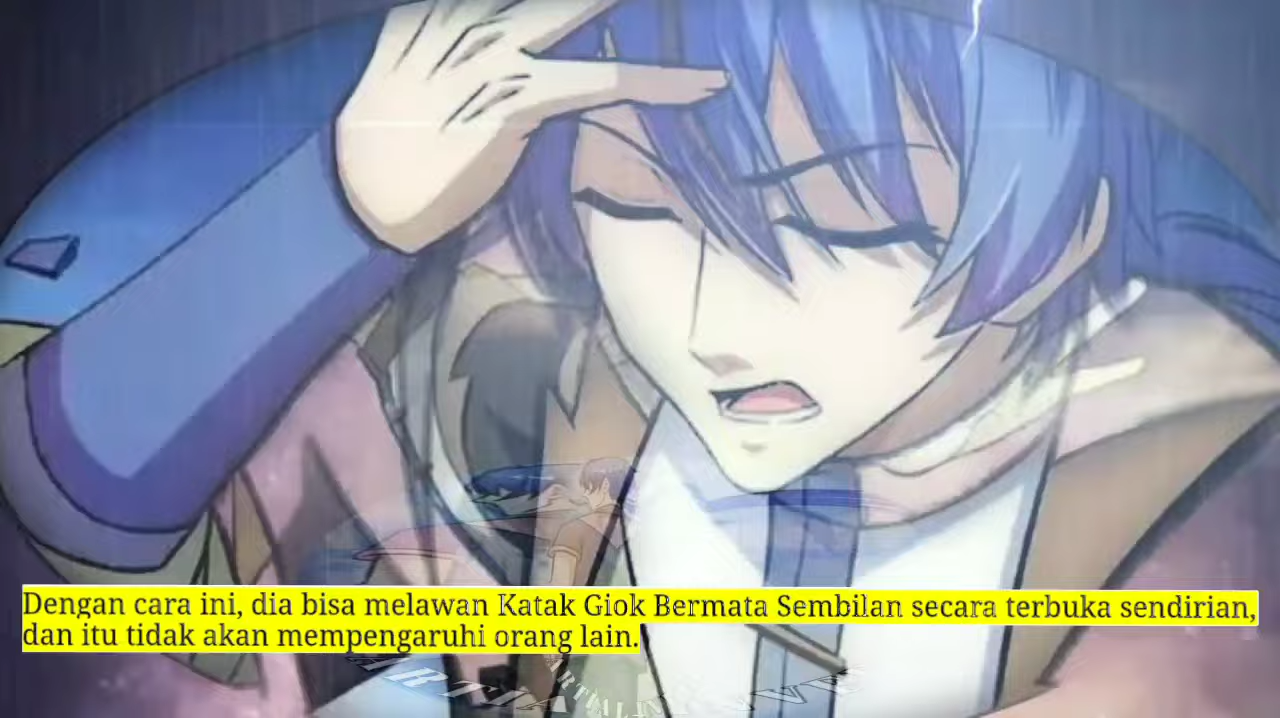 Dengan cara ini, dia bisa melawan Katak Giok Bermata Sembilan secara terbuka sendirian,
dan itu tidak akan mempengaruhi orang lain.